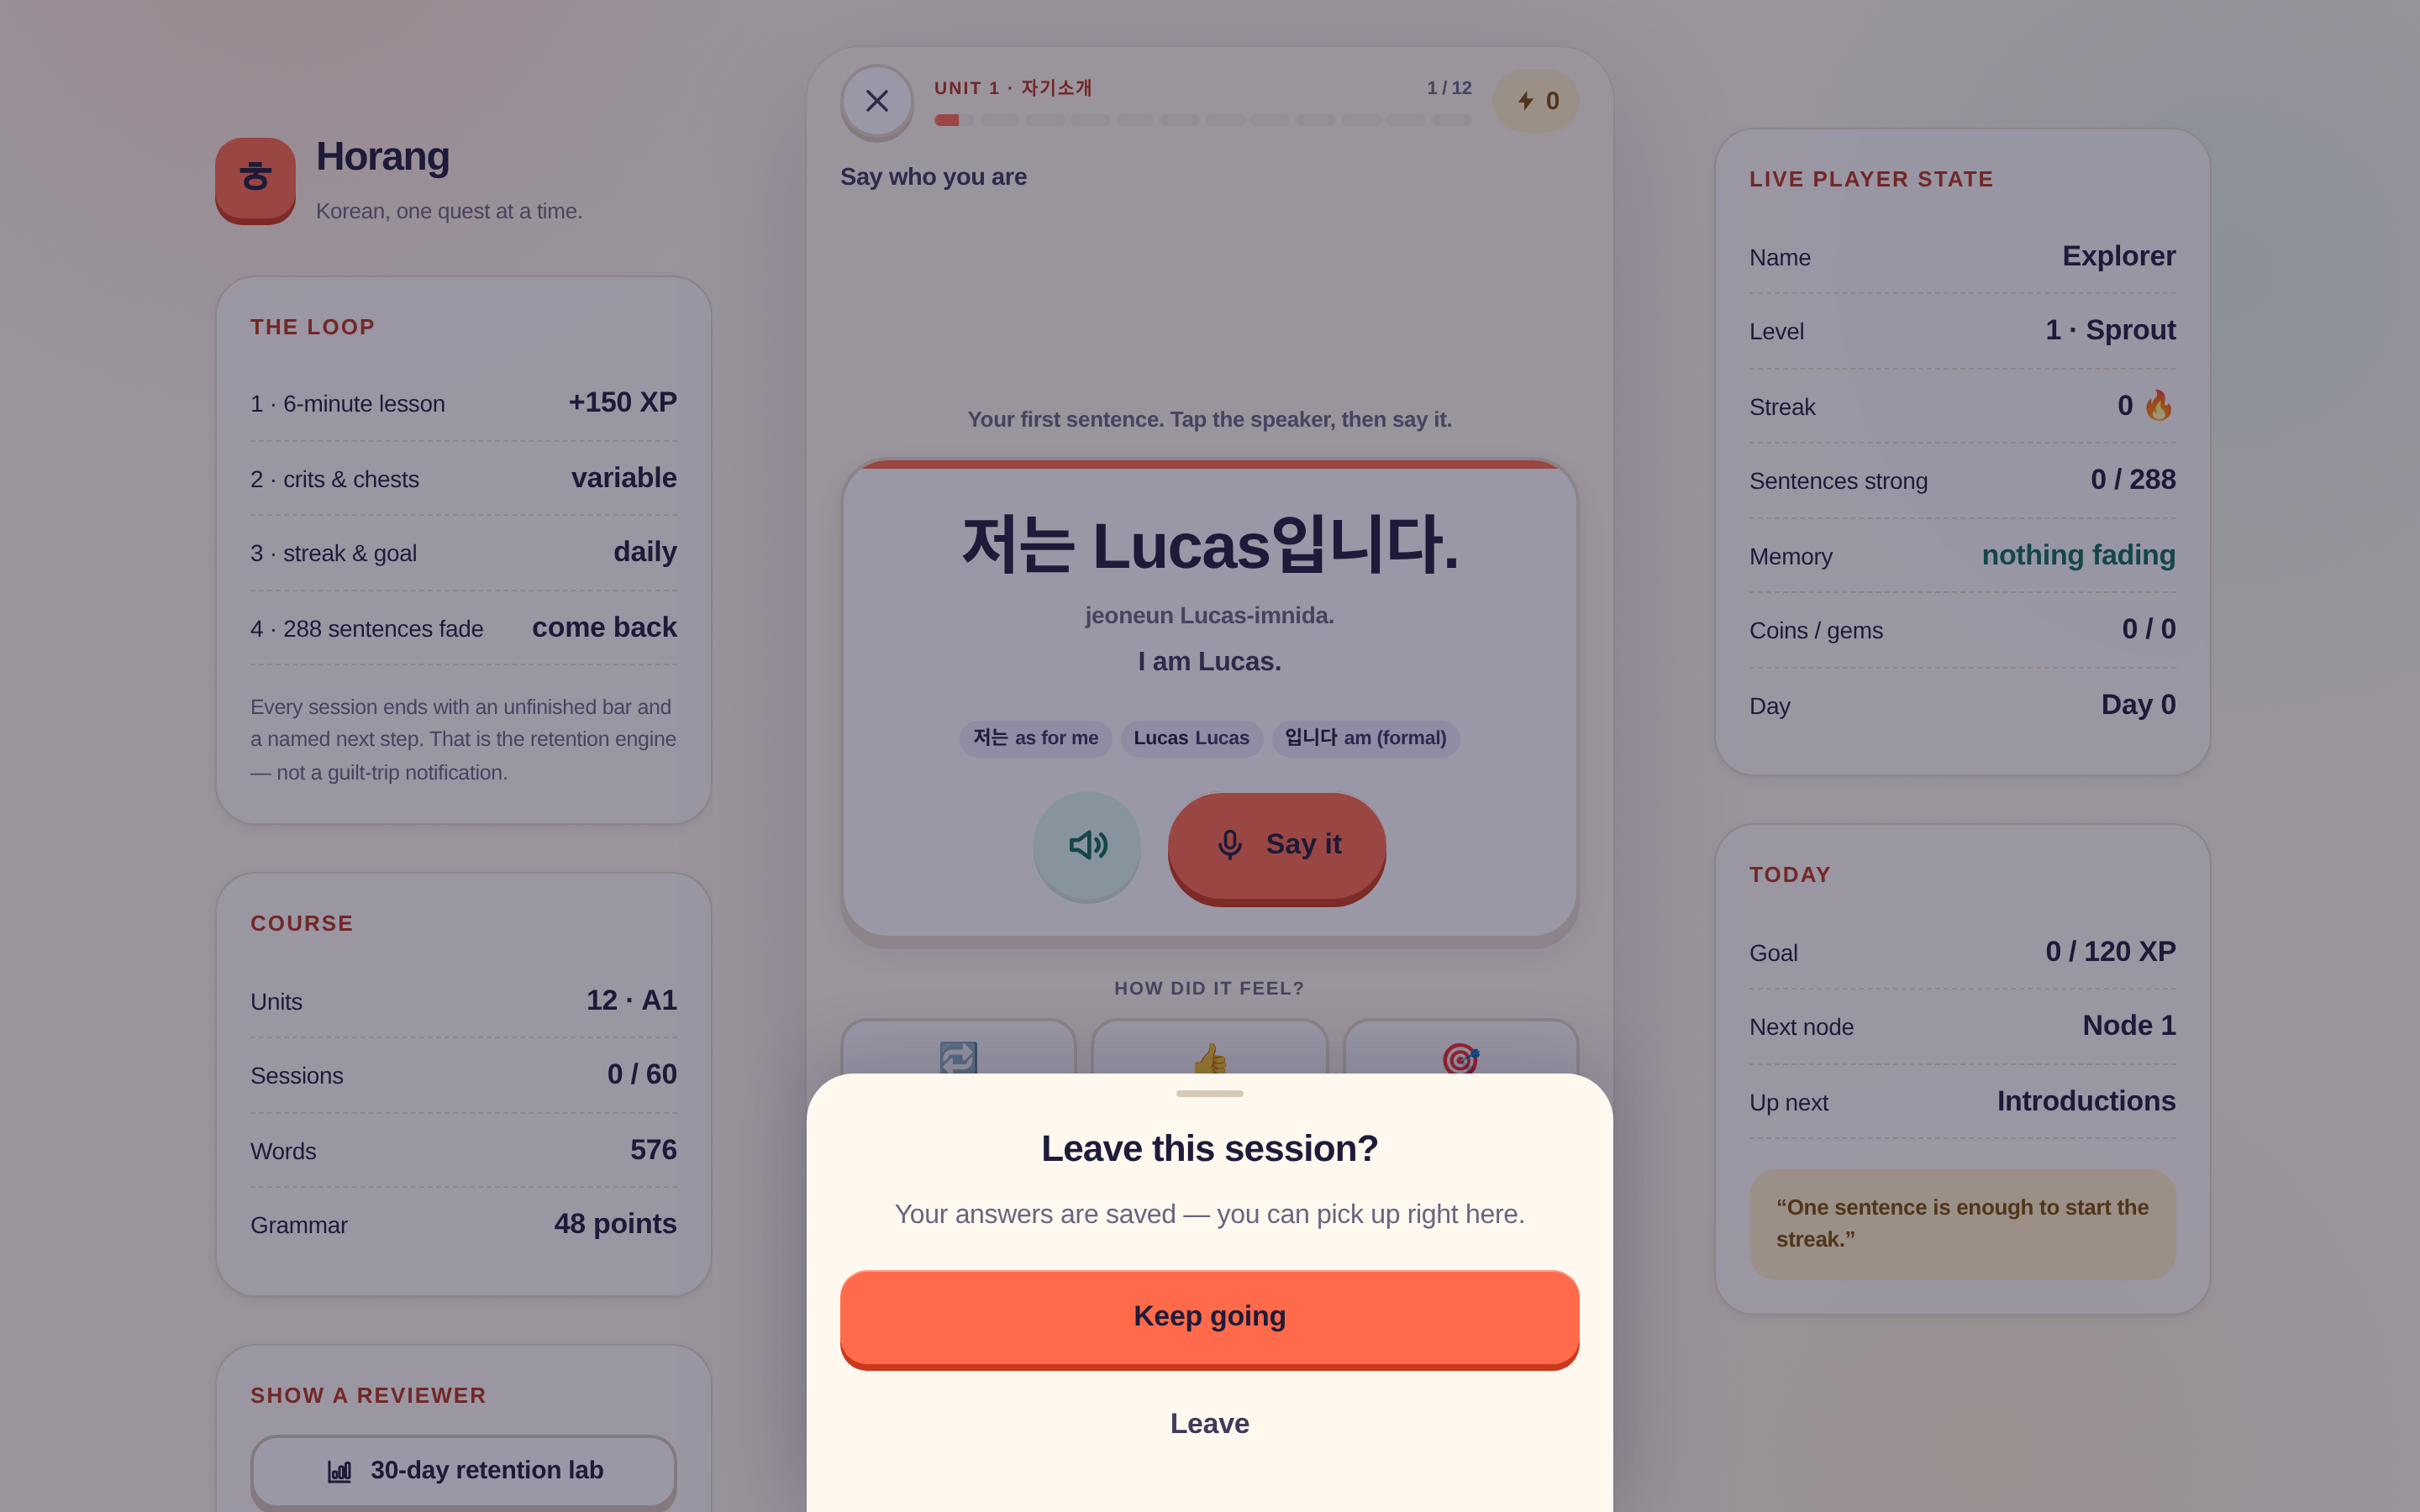 ㅎ
Horang
Korean, one quest at a time.
THE LOOP
1 · 6-minute lesson +150 XP
2 · crits & chests variable
3 · streak & goal daily
4 · 288 sentences fade come back
Every session ends with an unfinished bar and
a named next step. That is the retention engine
— not a guilt-trip notification.
COURSE
Units 12 · A1
Sessions 0 / 60
Words 576
Grammar 48 points
SHOW A REVIEWER
30-day retention lab
UNIT 1 · 자기소개 1 / 12
0
Say who you are
Your first sentence. Tap the speaker, then say it.
저는 Lucas입니다.
jeoneun Lucas-imnida.
I am Lucas.
저는 as for me Lucas Lucas 입니다 am (formal)
Say it
HOW DID IT FEEL?
Leave this session?
Your answers are saved — you can pick up right here.
Keep going
Leave
LIVE PLAYER STATE
Name Explorer
Level 1 · Sprout
Streak 0 🔥
Sentences strong 0 / 288
Memory nothing fading
Coins / gems 0 / 0
Day Day 0
TODAY
Goal 0 / 120 XP
Next node Node 1
Up next Introductions
“One sentence is enough to start the
streak.”